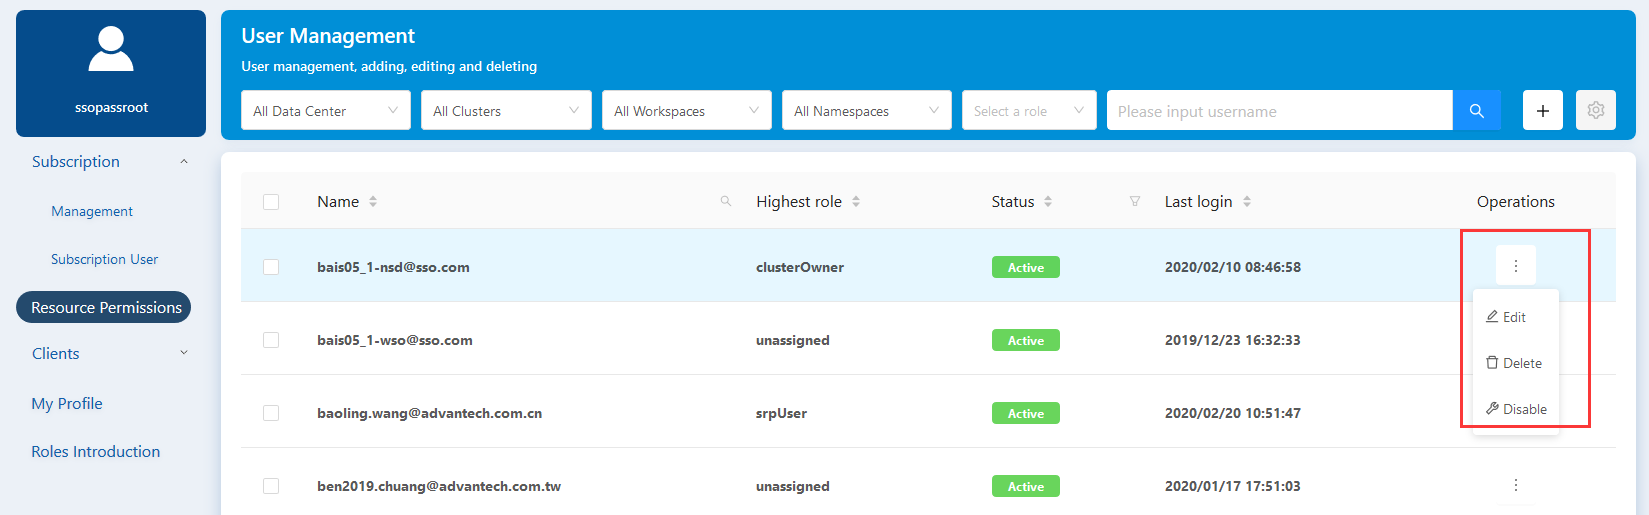 ssopassroot
Subscription
Management
Subscription User
Resource Permissions
Clients
My Profile
Roles Introduction
User Management
User management, adding, editing and deleting
All Data Center All Clusters All Workspaces All Namespaces Select a role Please input username
Name Highest role Status Last login Operations
bais05_1-nsd@sso.com clusterOwner Active 2020/02/10 08:46:58
Edit
bais05_1-wso@sso.com unassigned Active 2019/12/23 16:32:33
Delete
baoling.wang@advantech.com.cn srpUser Active 2020/02/20 10:51:47
Disable
ben2019.chuang@advantech.com.tw unassigned Active 2020/01/17 17:51:03